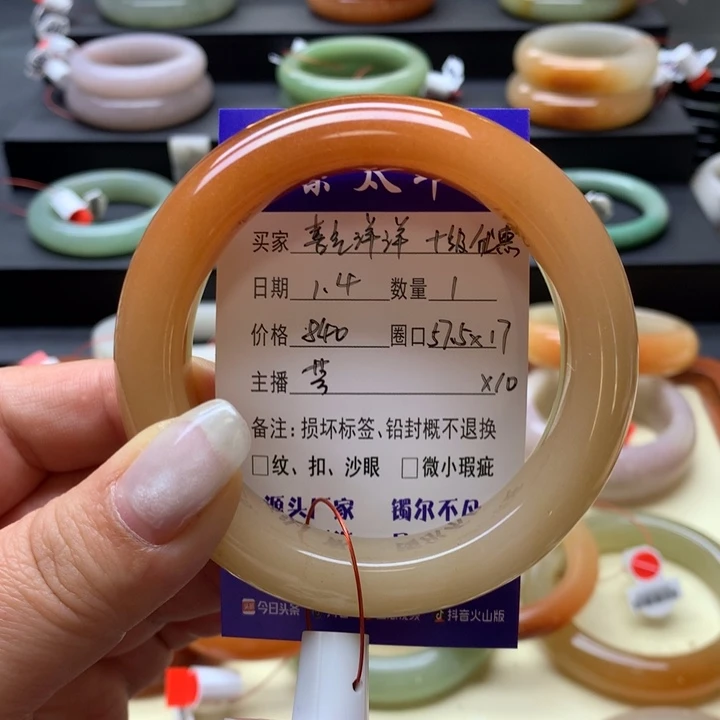 买家 喜气洋洋 十级优惠
日期 1.4 数量 1
价格 840 圈口 57.5x17
主播 芳
x10
备注：损坏标签、铅封概不退换
□纹、扣、沙眼 □微小瑕疵
源头厂家 镯尔不凡
今日头条 抖音火山版